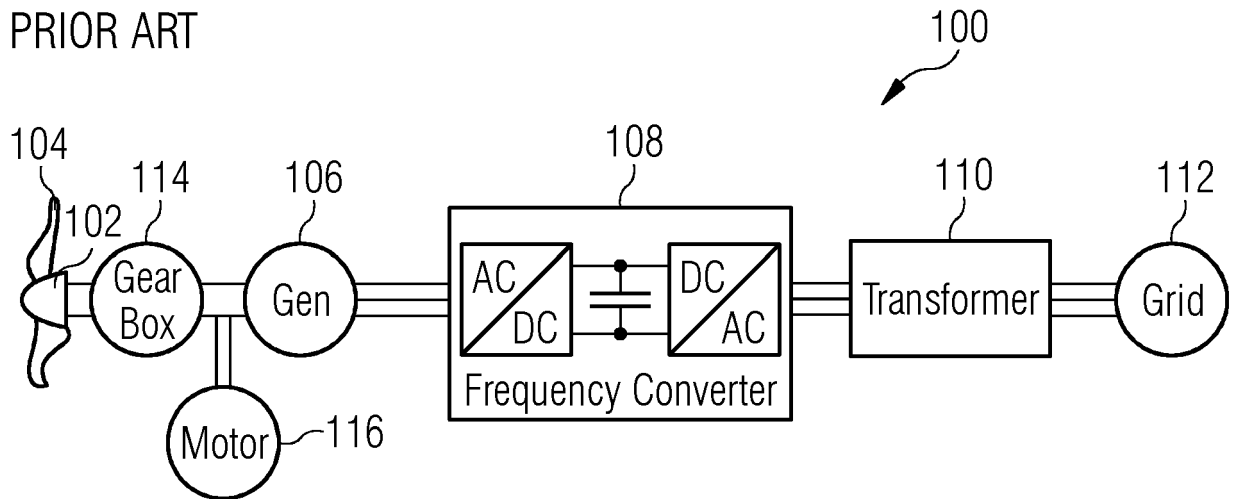 PRIOR ART
100
104
102
114
106
108
110
112
Gear
Box
Gen
AC
DC
DC
AC
Frequency Converter
Transformer
Grid
Motor
116